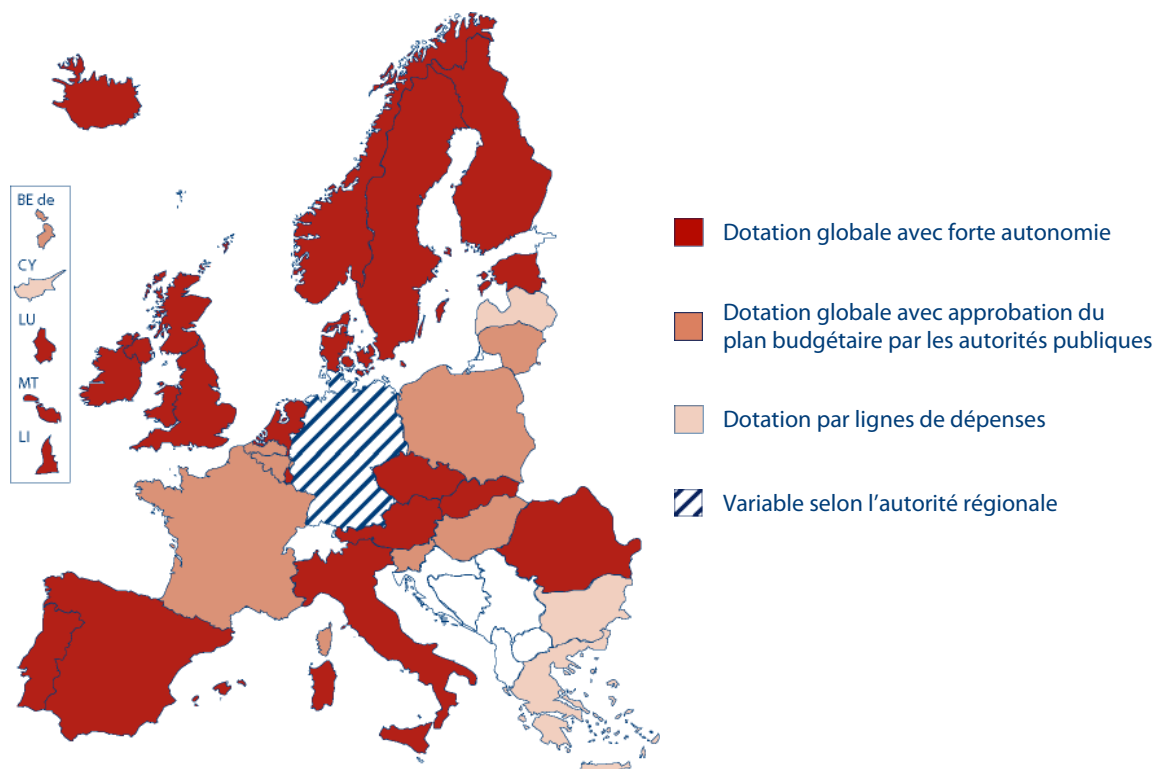 BE de
CY
LU
MT
LI
Dotation globale avec forte autonomie
Dotation globale avec approbation du
plan budgétaire par les autorités publiques
Dotation par lignes de dépenses
Variable selon l’autorité régionale